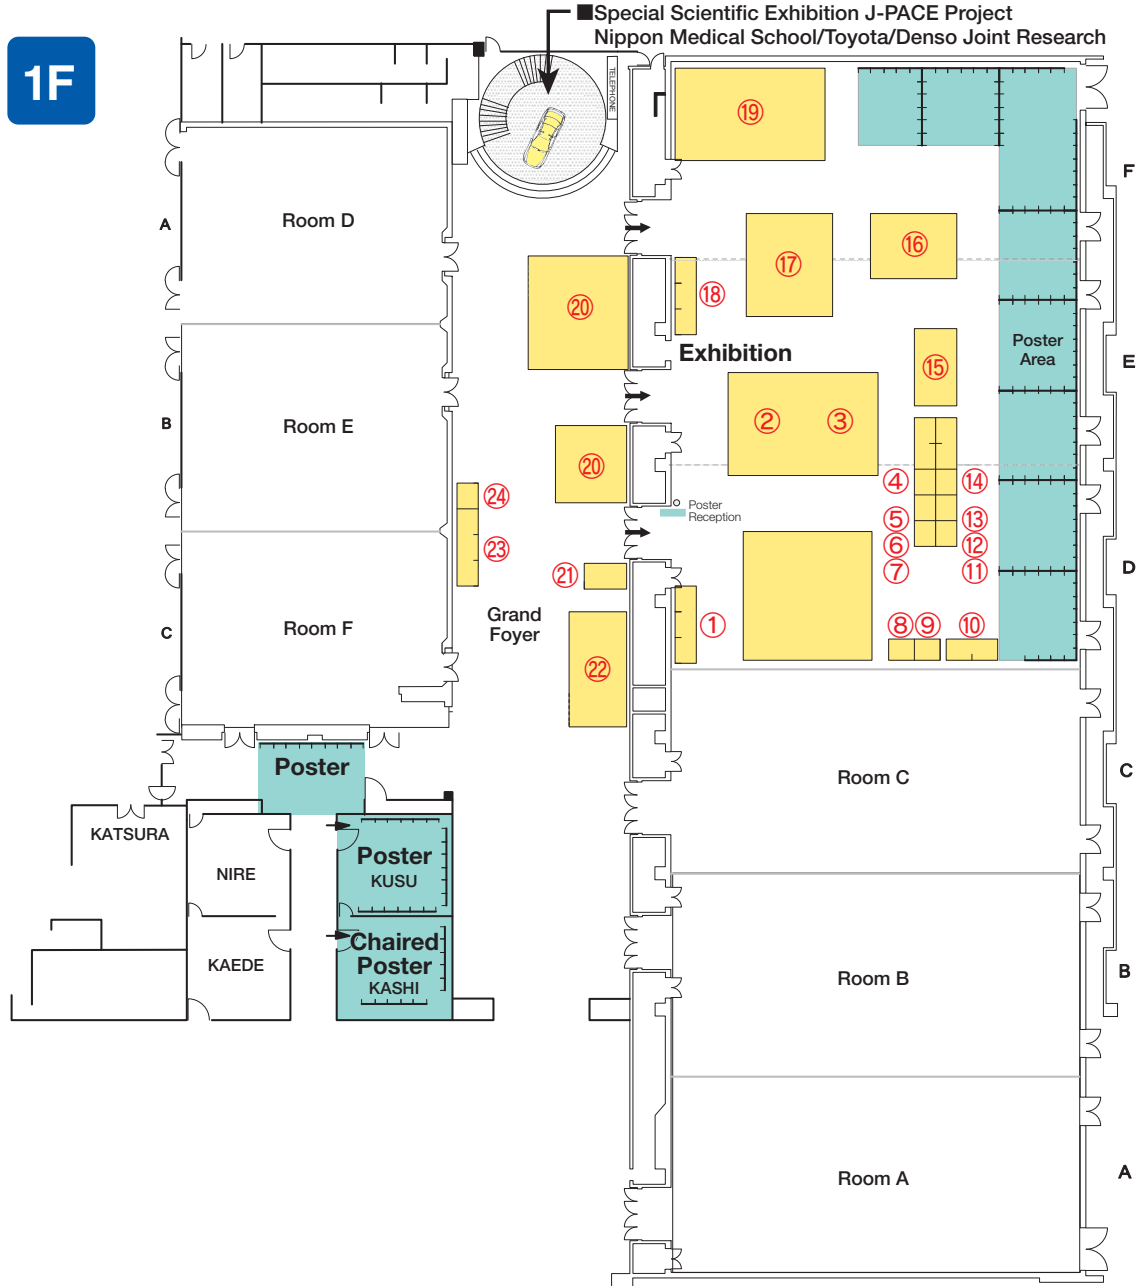 ■Special Scientific Exhibition J-PACE Project
Nippon Medical School/Toyota/Denso Joint Research
1F
TELEPHONE
⑲
F
A
Room D
⑯
⑰
⑱
⑳
Exhibition
Poster
Area
E
⑮
B
Room E
②
③
⑳
④
⑭
㉔
Poster
Reception
⑤
⑬
⑥
⑫
㉓
⑦
⑪
D
㉑
Grand
Foyer
C
Room F
①
⑧
⑨
⑩
㉒
Poster
Room C
C
KATSURA
NIRE
Poster
KUSU
Chaired
Poster
KASHI
KAEDE
Room B
B
Room A
A